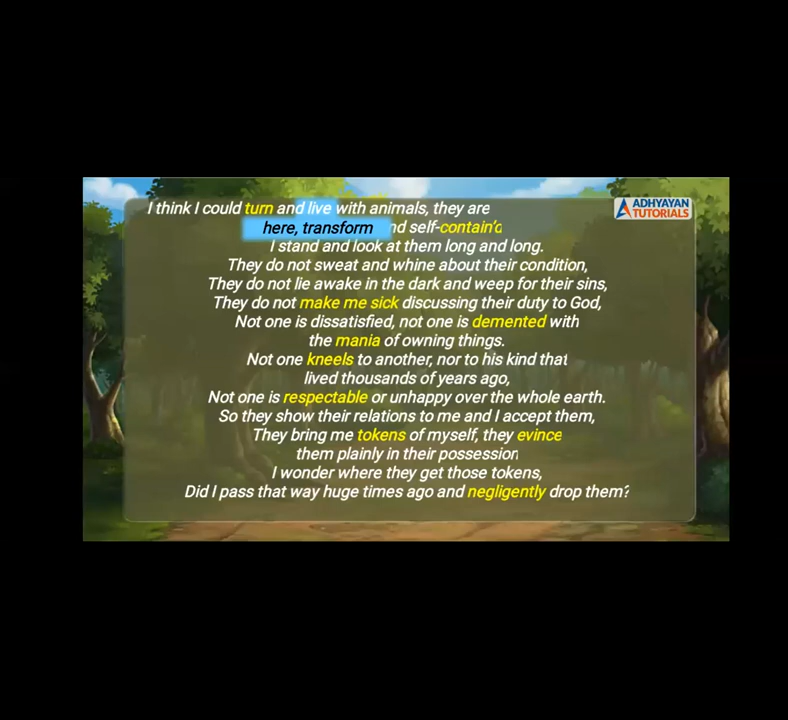 I think I could turn and live with animals, they are
here, transform nd self-contain'd
ADHYAYAN
TUTORIALS
I stand and look at them long and long.
They do not sweat and whine about their condition,
They do not lie awake in the dark and weep for their sins,
They do not make me sick discussing their duty to God,
Not one is dissatisfied, not one is demented with
the mania of owning things.
Not one kneels to another, nor to his kind that
lived thousands of years ago,
Not one is respectable or unhappy over the whole earth.
So they show their relations to me and I accept them,
They bring me tokens of myself, they evince
them plainly in their possession
I wonder where they get those tokens,
Did I pass that way huge times ago and negligently drop them?